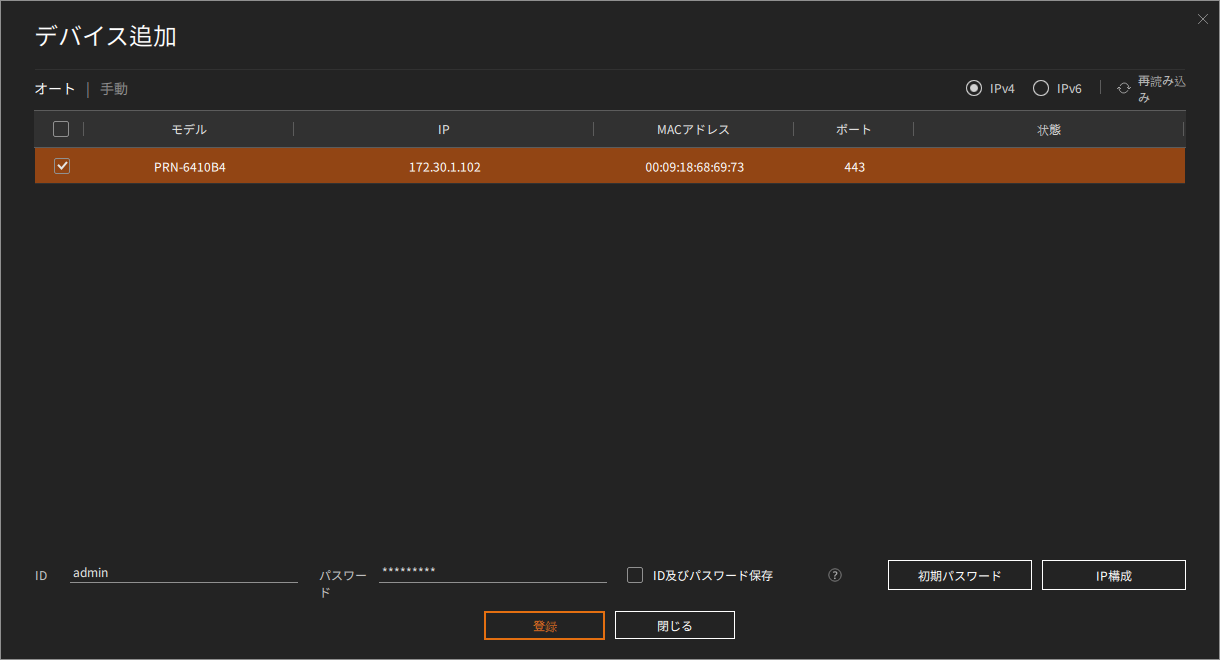 デバイス追加
オート | 手動
IPv4 IPv6 | 再読み込
み
モデル IP MACアドレス ポート 状態
PRN-6410B4 172.30.1.102 00:09:18:68:69:73 443
ID admin パスワー ********* ID及びパスワード保存 ? 初期パスワード IP構成
ド
登録 閉じる